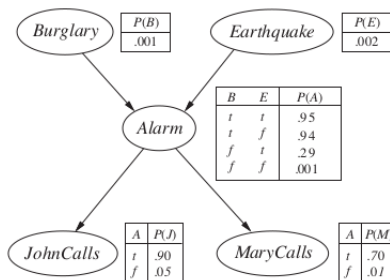 Burglary
P(B)
.001
Earthquake
P(E)
.002
Alarm
B E P(A)
t t .95
t f .94
f t .29
f f .001
JohnCalls
A P(J)
t .90
f .05
MaryCalls
A P(M
t .70
f .01